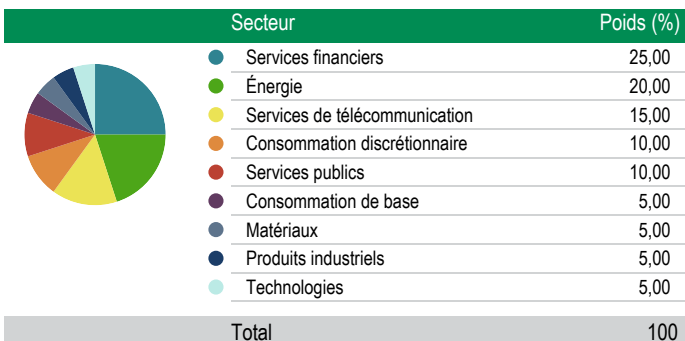 Secteur Poids (%)
Services financiers 25,00
Énergie 20,00
Services de télécommunication 15,00
Consommation discrétionnaire 10,00
Services publics 10,00
Consommation de base 5,00
Matériaux 5,00
Produits industriels 5,00
Technologies 5,00
Total 100